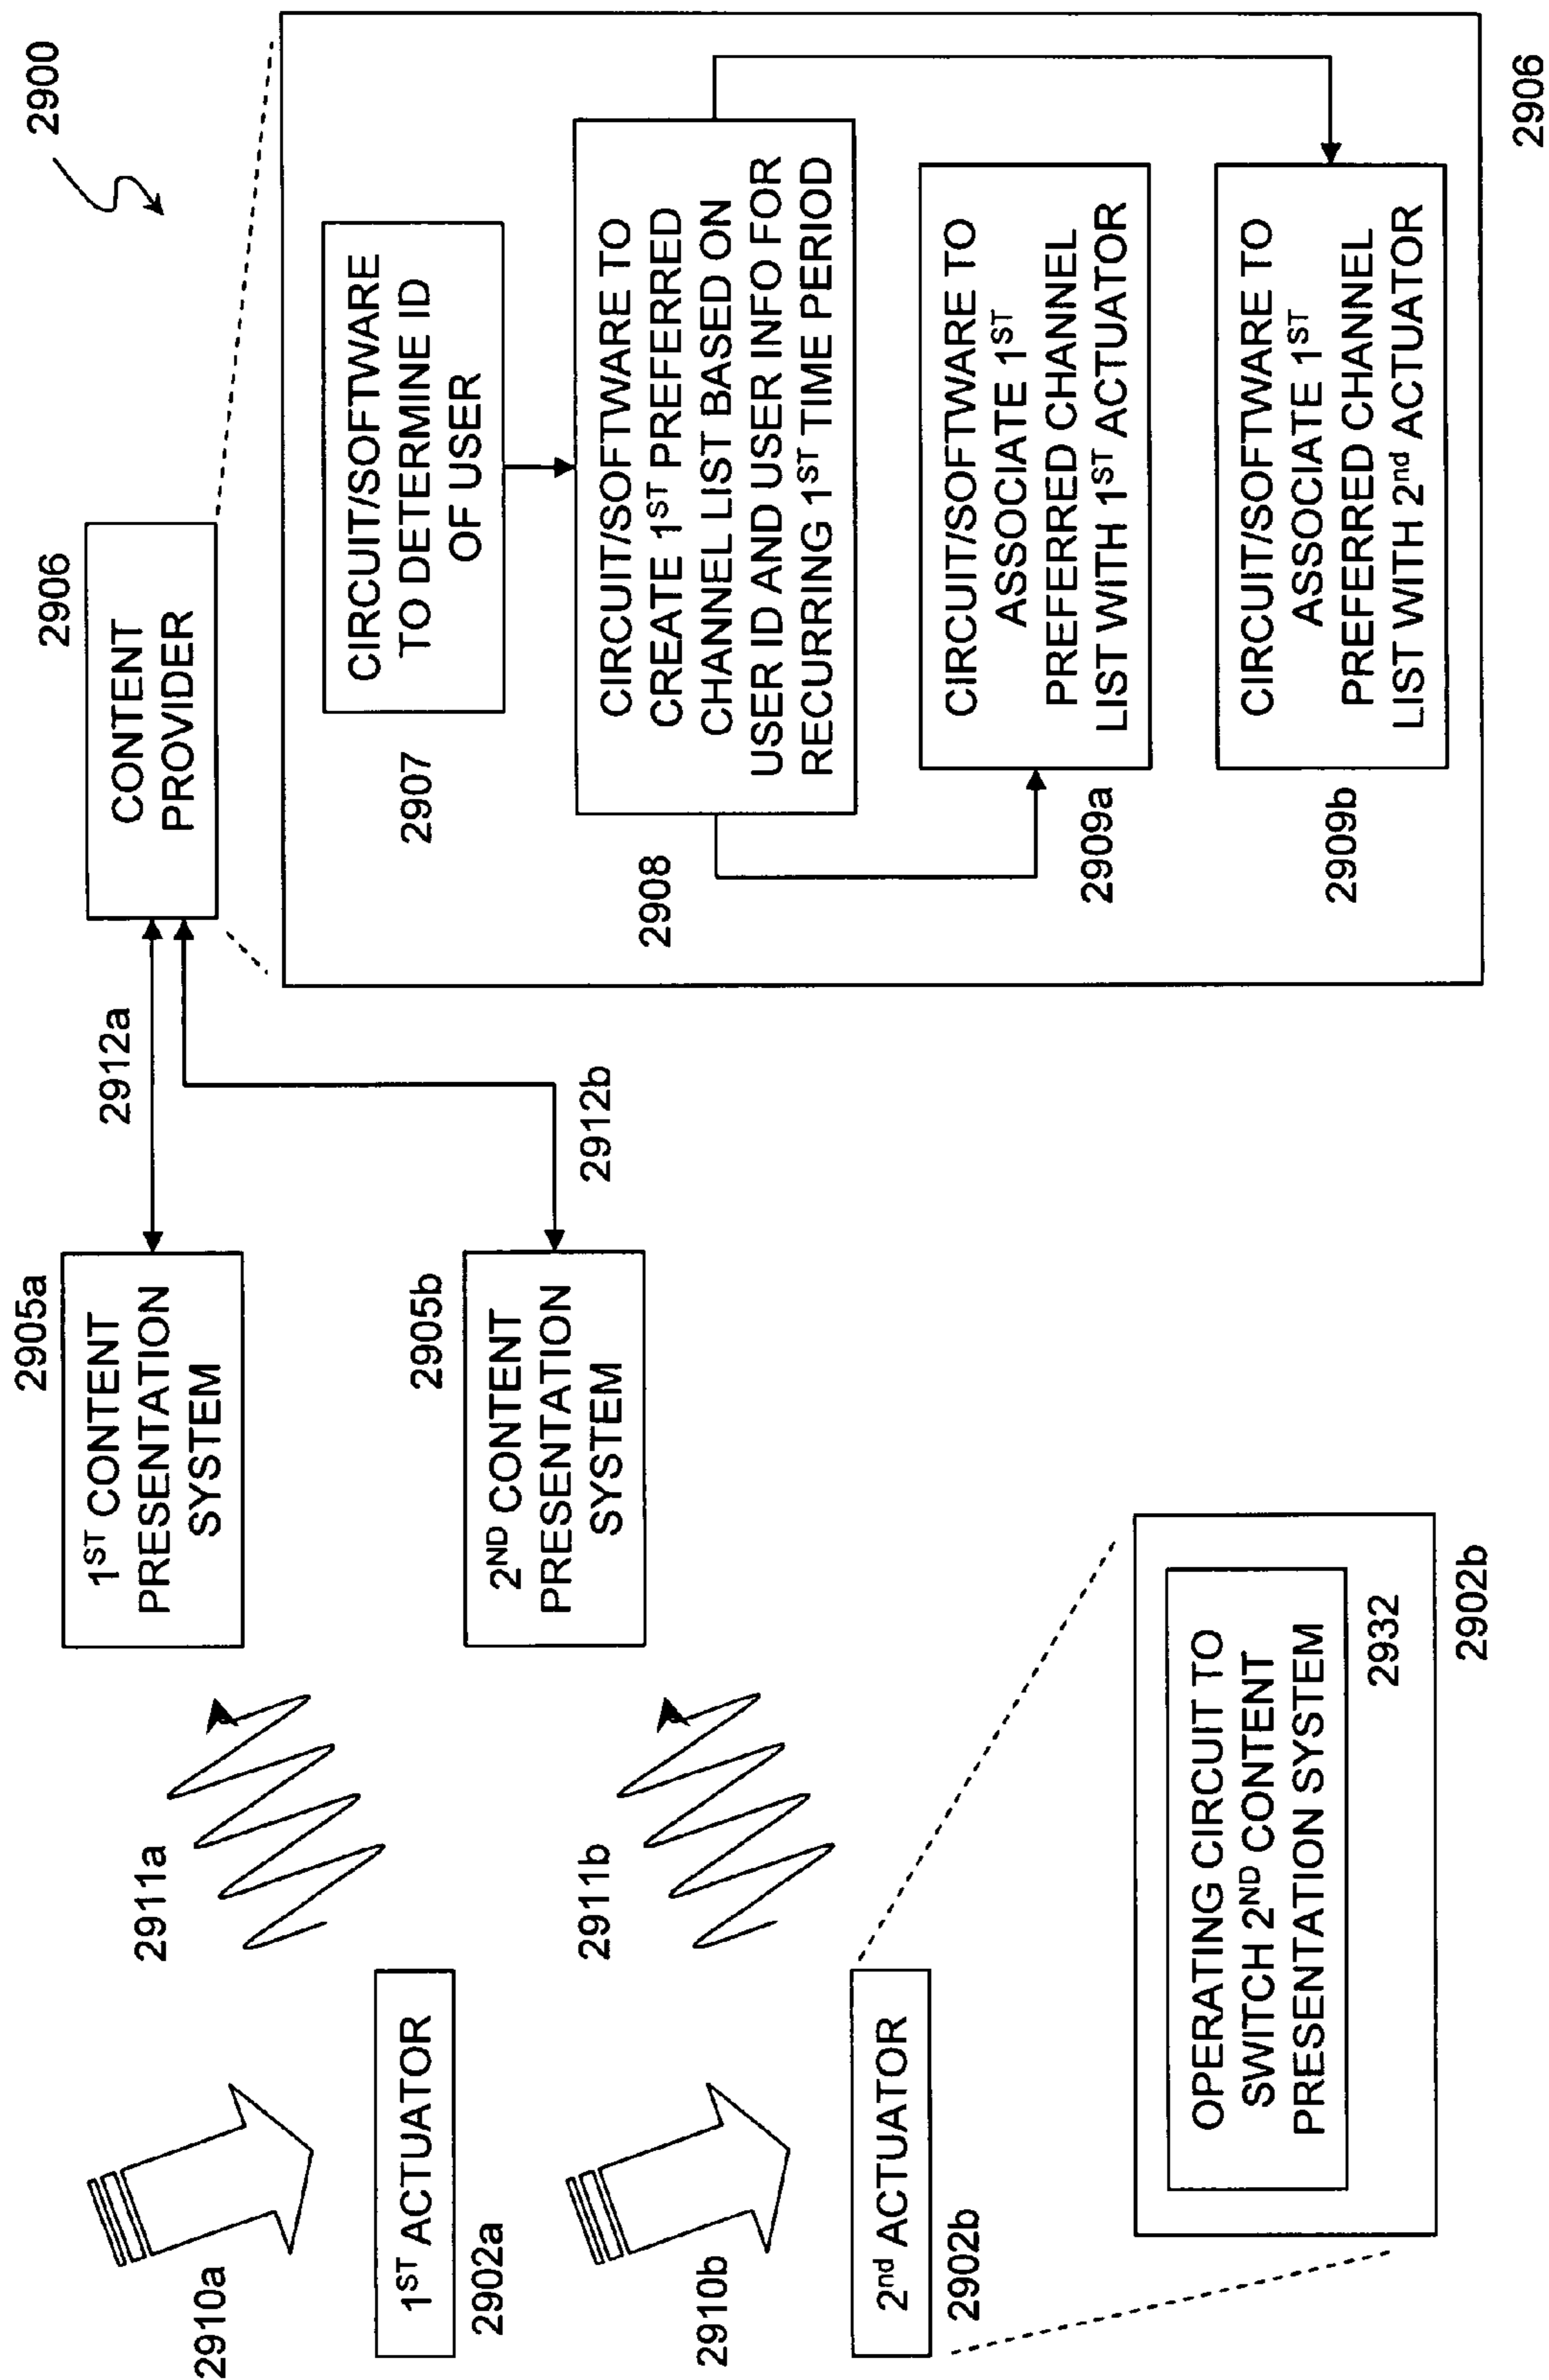 2900
2910a
1ST ACTUATOR
2902a
2911a
2905a
1ST CONTENT
PRESENTATION
SYSTEM
2912a
2906
CONTENT
PROVIDER
2910b
2nd ACTUATOR
2902b
2911b
2905b
2ND CONTENT
PRESENTATION
SYSTEM
2912b
OPERATING CIRCUIT TO
SWITCH 2ND CONTENT
PRESENTATION SYSTEM
2932
2902b
CIRCUIT/SOFTWARE
TO DETERMINE ID
OF USER
2907
CIRCUIT/SOFTWARE TO
CREATE 1ST PREFERRED
CHANNEL LIST BASED ON
USER ID AND USER INFO FOR
RECURRING 1ST TIME PERIOD
2908
CIRCUIT/SOFTWARE TO
ASSOCIATE 1ST
PREFERRED CHANNEL
LIST WITH 1ST ACTUATOR
2909a
CIRCUIT/SOFTWARE TO
ASSOCIATE 1ST
PREFERRED CHANNEL
LIST WITH 2nd ACTUATOR
2909b
2906